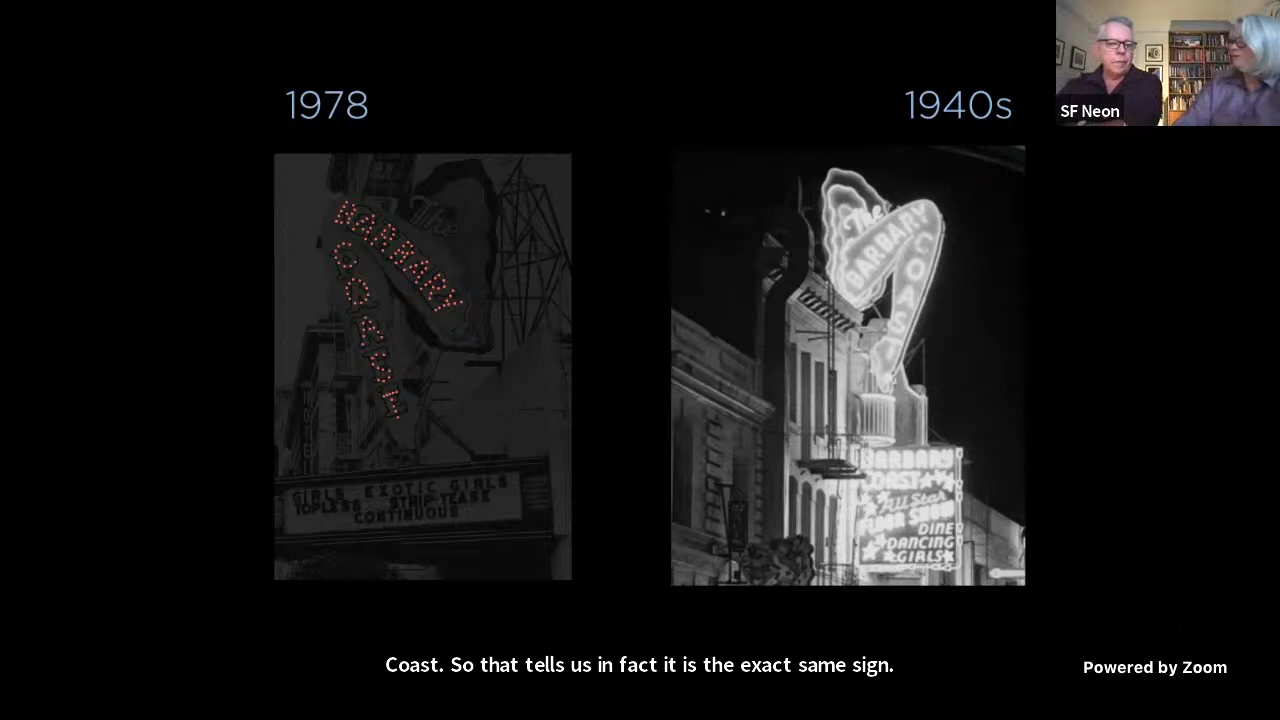 1978
1940s
SF Neon
The
BARBARY
COAST
GIRLS EXOTIC GIRLS
TOPLESS STRIP-TEASE
CONTINUOUS
The
BARBARY
COAST
BARBARY
COAST
All Star
FLOOR SHOW
DINE
DANCING
GIRLS
Coast. So that tells us in fact it is the exact same sign.
Powered by Zoom